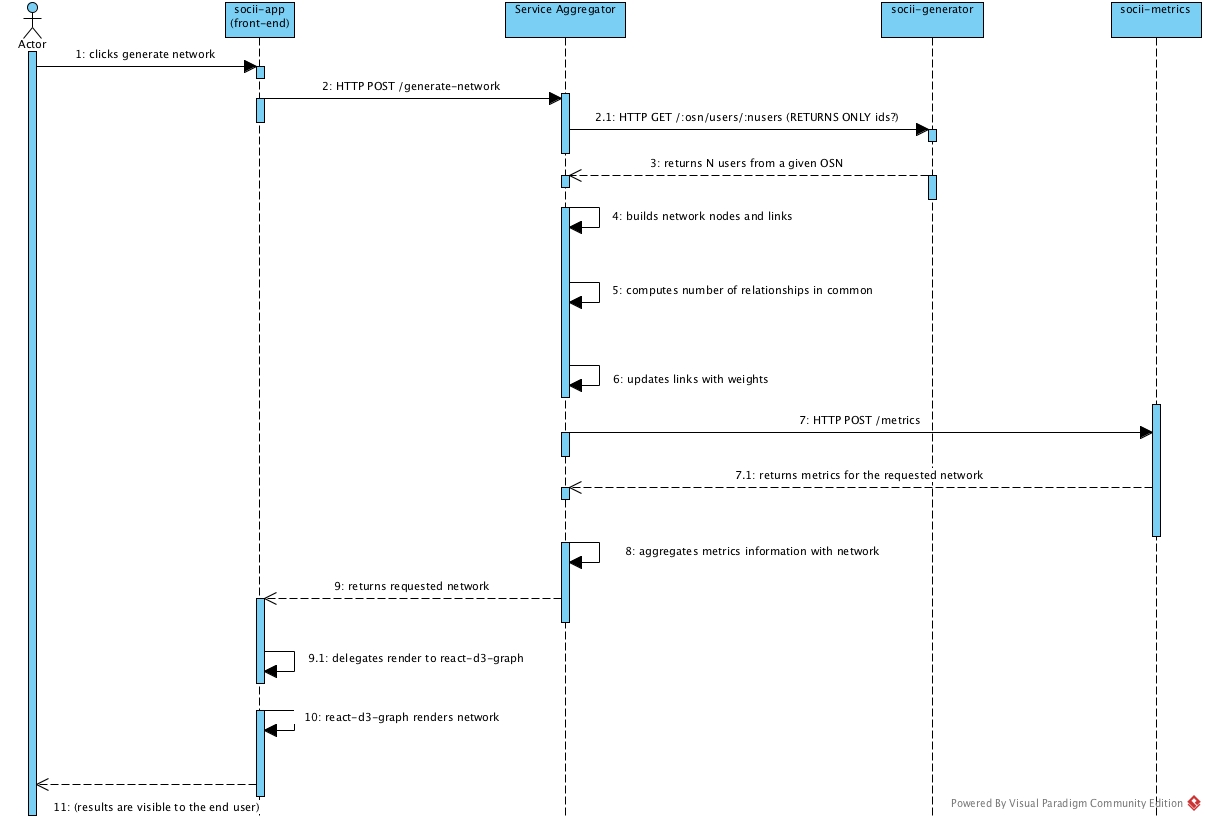 socii-app
(front-end)
Service Aggregator
socii-generator
socii-metrics
Actor
1: clicks generate network
2: HTTP POST /generate-network
2.1: HTTP GET /:osn/users/:nusers (RETURNS ONLY ids?)
3: returns N users from a given OSN
4: builds network nodes and links
5: computes number of relationships in common
6: updates links with weights
7: HTTP POST /metrics
7.1: returns metrics for the requested network
8: aggregates metrics information with network
9: returns requested network
9.1: delegates render to react-d3-graph
10: react-d3-graph renders network
11: (results are visible to the end user)
Powered By Visual Paradigm Community Edition